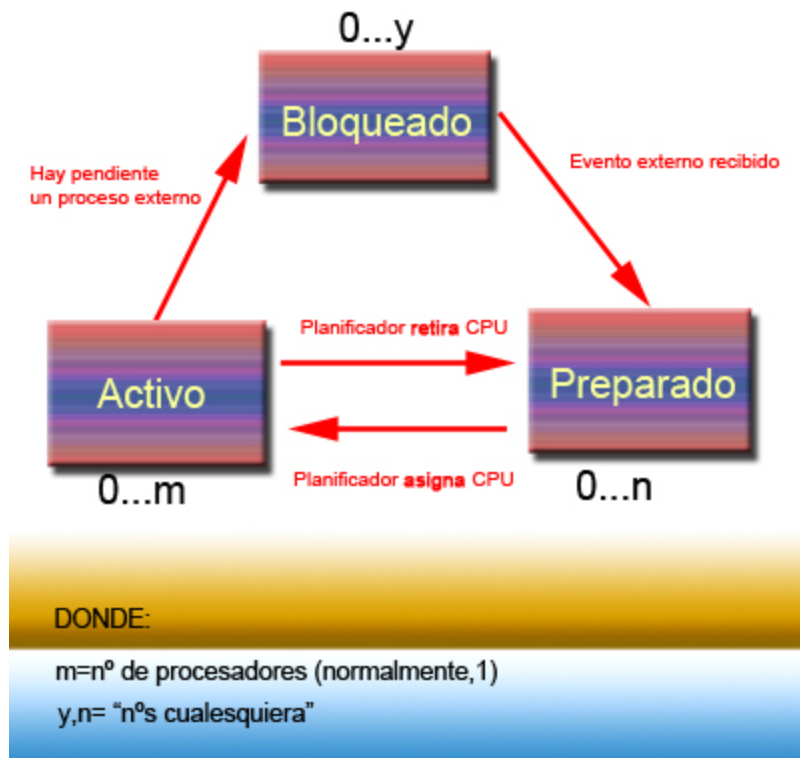 0...y
Bloqueado
Hay pendiente
un proceso externo
Evento externo recibido
Planificador retira CPU
Activo
Preparado
Planificador asigna CPU
0...m
0...n
DONDE:
m=nº de procesadores (normalmente,1)
y,n= “nºs cualesquiera”